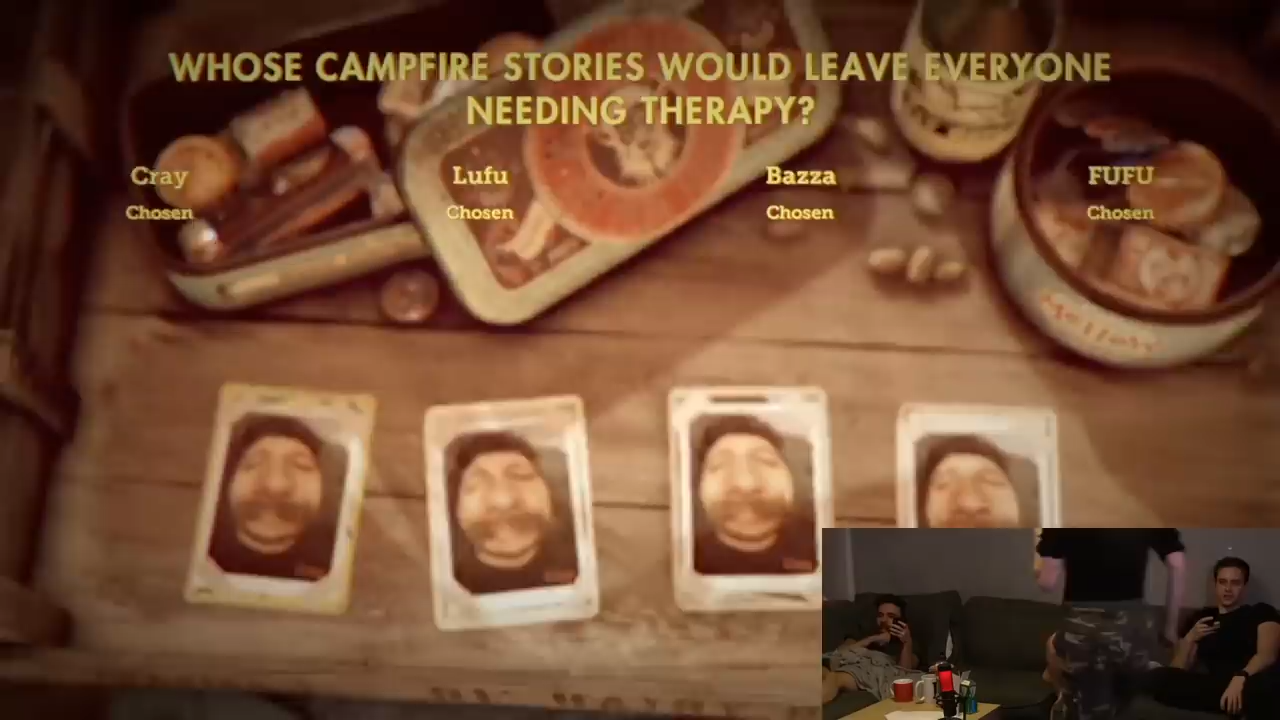 WHOSE CAMPFIRE STORIES WOULD LEAVE EVERYONE
NEEDING THERAPY?
Cray Lufu Bazza FUFU
Chosen Chosen Chosen Chosen